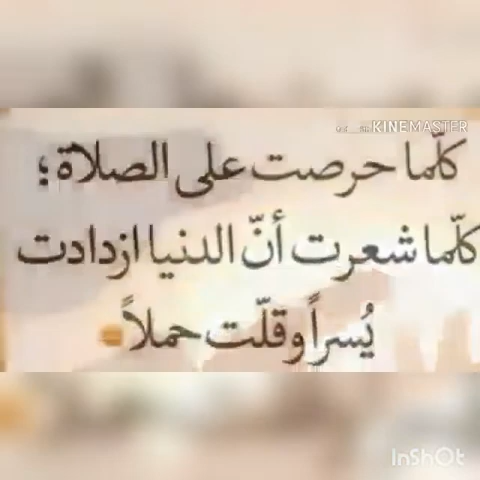 KINEMASTER
كلّما حرصت على الصلاة؛
كلّما شعرت أنّ الدنيا ازدادت
يُسراً وقلّت حملاً
InShOt